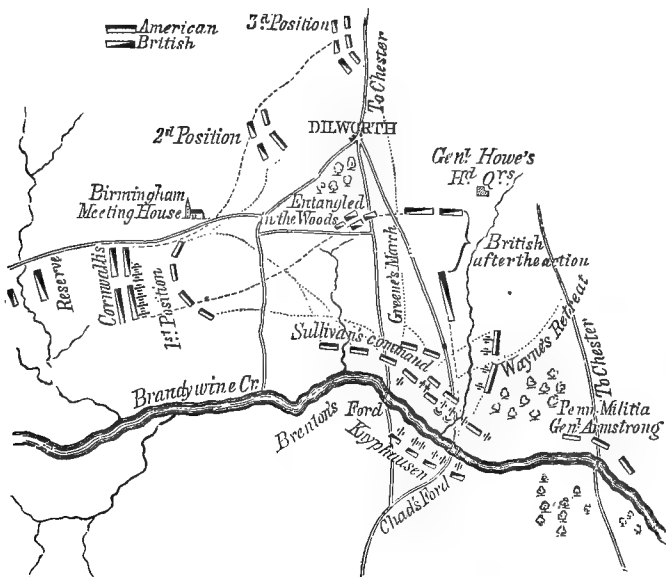 American
British
3d Position
To Chester
2d Position
DILWORTH
Genl. Howe's
Hd. Qrs.
Birmingham
Meeting House
Entangled
in the Woods
British
after the action
Reserve
Cornwallis
1st Position
Greene's March
Sullivan's command
Wayne's Retreat
To Chester
Brandywine Cr.
Brenton's Ford
Knyphausen
Penn. Militia
Genl. Armstrong
Chad's Ford